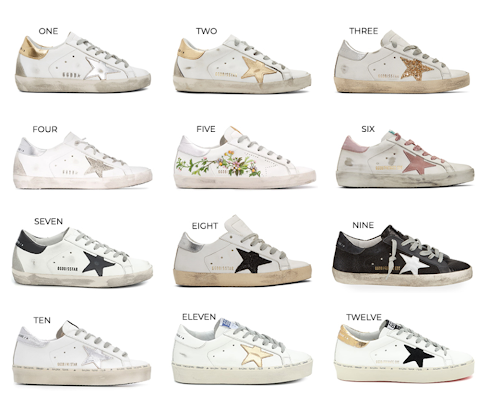 ONE
TWO
THREE
FOUR
FIVE
SIX
SEVEN
EIGHT
NINE
TEN
ELEVEN
TWELVE